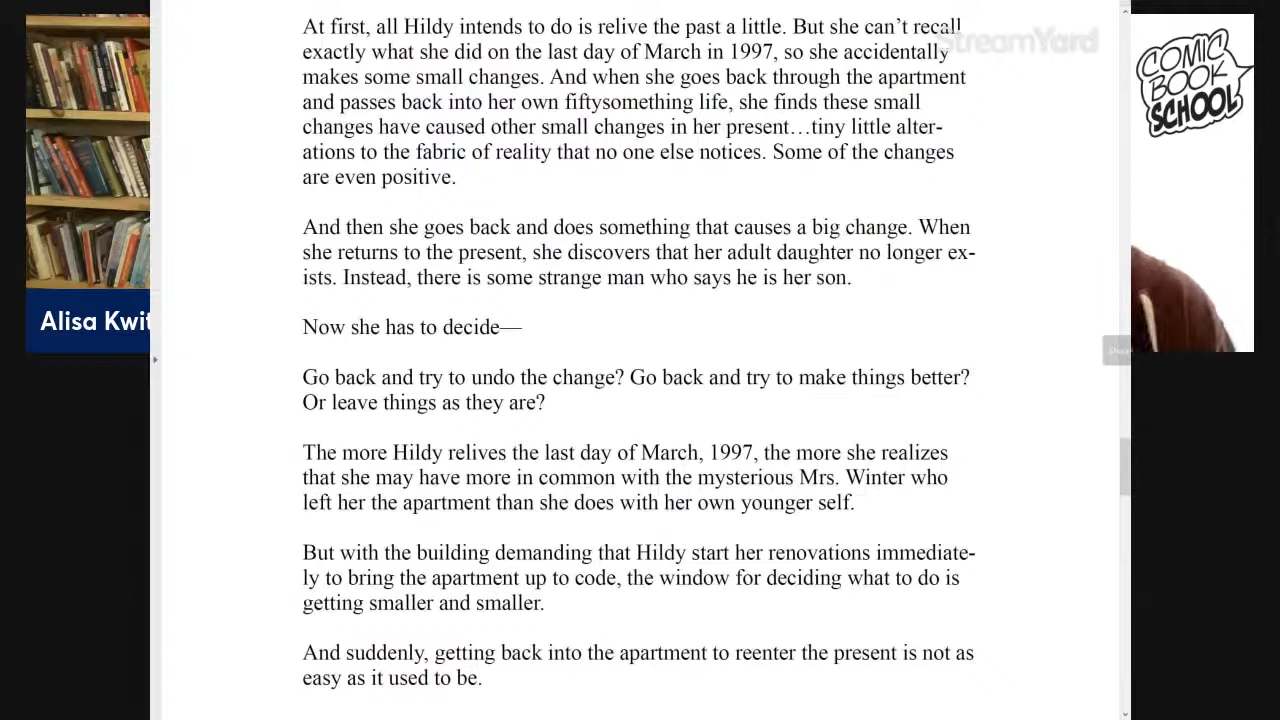 At first, all Hildy intends to do is relive the past a little. But she can't recall
exactly what she did on the last day of March in 1997, so she accidentally
makes some small changes. And when she goes back through the apartment
and passes back into her own fiftysomething life, she finds these small
changes have caused other small changes in her present…tiny little alter-
ations to the fabric of reality that no one else notices. Some of the changes
are even positive.
And then she goes back and does something that causes a big change. When
she returns to the present, she discovers that her adult daughter no longer ex-
ists. Instead, there is some strange man who says he is her son.
Now she has to decide—
Go back and try to undo the change? Go back and try to make things better?
Or leave things as they are?
The more Hildy relives the last day of March, 1997, the more she realizes
that she may have more in common with the mysterious Mrs. Winter who
left her the apartment than she does with her own younger self.
But with the building demanding that Hildy start her renovations immediate-
ly to bring the apartment up to code, the window for deciding what to do is
getting smaller and smaller.
And suddenly, getting back into the apartment to reenter the present is not as
easy as it used to be.
StreamYard
COMIC
BOOK
SCHOOL
Alisa Kwit